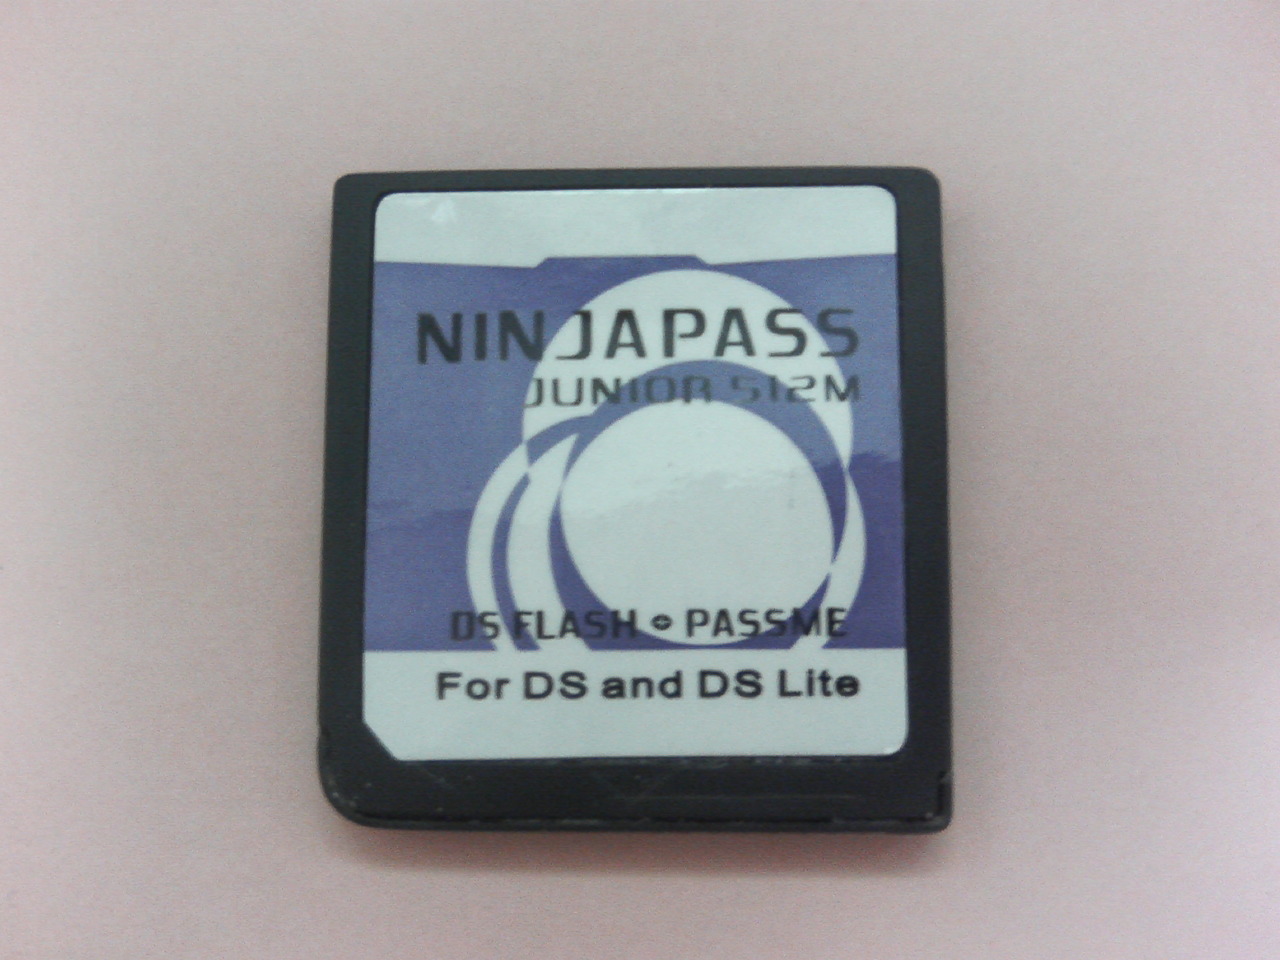 NINJAPASS
JUNIOR 512M
DS FLASH + PASSME
For DS and DS Lite